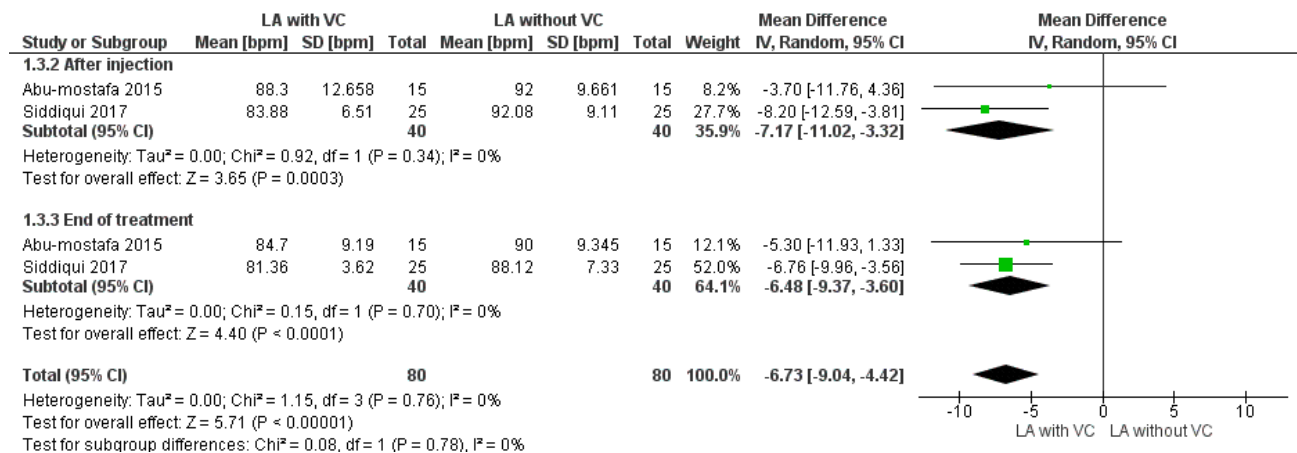 LA with VC LA without VC Mean Difference Mean Difference
Study or Subgroup Mean [bpm] SD [bpm] Total Mean [bpm] SD [bpm] Total Weight IV, Random, 95% CI IV, Random, 95% CI
1.3.2 After injection
Abu-mostafa 2015 88.3 12.658 15 92 9.661 15 8.2% -3.70 [-11.76, 4.36]
Siddiqui 2017 83.88 6.51 25 92.08 9.11 25 27.7% -8.20 [-12.59, -3.81]
Subtotal (95% CI) 40 40 35.9% -7.17 [-11.02, -3.32]
Heterogeneity: Tau² = 0.00; Chi² = 0.92, df = 1 (P = 0.34); I² = 0%
Test for overall effect: Z = 3.65 (P = 0.0003)
1.3.3 End of treatment
Abu-mostafa 2015 84.7 9.19 15 90 9.345 15 12.1% -5.30 [-11.93, 1.33]
Siddiqui 2017 81.36 3.62 25 88.12 7.33 25 52.0% -6.76 [-9.96, -3.56]
Subtotal (95% CI) 40 40 64.1% -6.48 [-9.37, -3.60]
Heterogeneity: Tau² = 0.00; Chi² = 0.15, df = 1 (P = 0.70); I² = 0%
Test for overall effect: Z = 4.40 (P < 0.0001)
Total (95% CI) 80 80 100.0% -6.73 [-9.04, -4.42]
Heterogeneity: Tau² = 0.00; Chi² = 1.15, df = 3 (P = 0.76); I² = 0%
Test for overall effect: Z = 5.71 (P < 0.00001)
Test for subgroup differences: Chi² = 0.08, df = 1 (P = 0.78), I² = 0%
-10 -5 0 5 10
LA with VC LA without VC